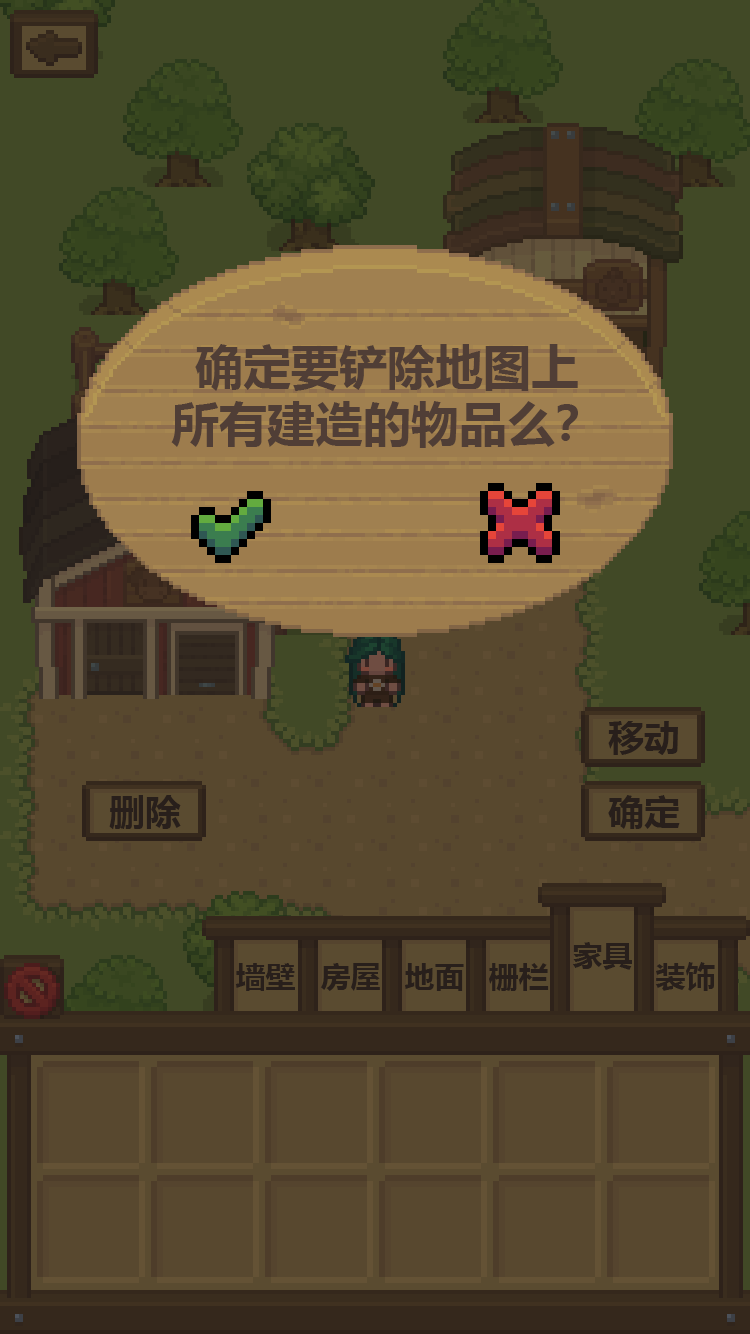 确定要铲除地图上
所有建造的物品么?
移动
删除
确定
墙壁
房屋
地面
栅栏
家具
装饰